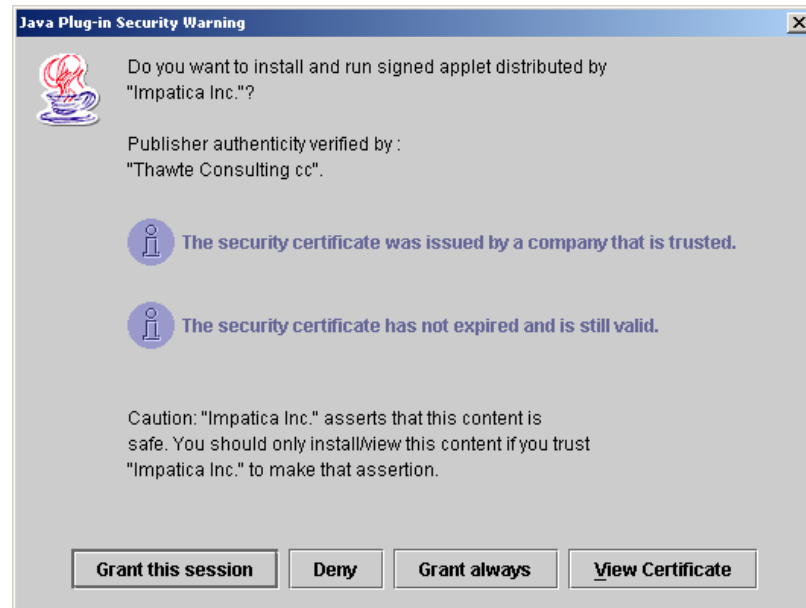 Java Plug-in Security Warning
Do you want to install and run signed applet distributed by
"Impatica Inc."?
Publisher authenticity verified by :
"Thawte Consulting cc".
The security certificate was issued by a company that is trusted.
The security certificate has not expired and is still valid.
Caution: "Impatica Inc." asserts that this content is
safe. You should only install/view this content if you trust
"Impatica Inc." to make that assertion.
Grant this session Deny Grant always View Certificate